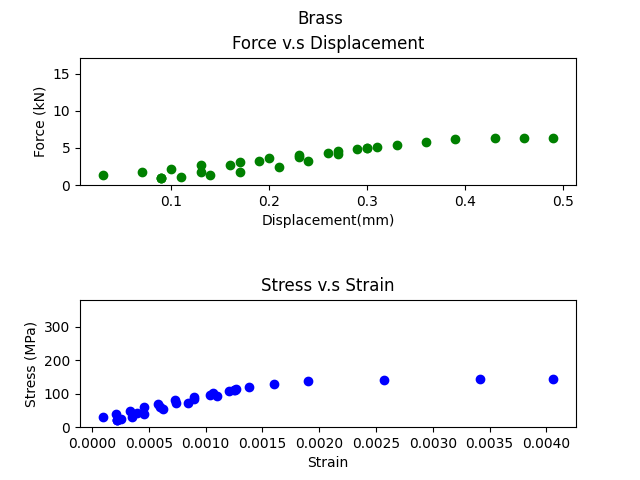 Brass
Force v.s Displacement
15
10
5
0
Force (kN)
0.1 0.2 0.3 0.4 0.5
Displacement(mm)
Stress v.s Strain
300
200
100
0
Stress (MPa)
0.0000 0.0005 0.0010 0.0015 0.0020 0.0025 0.0030 0.0035 0.0040
Strain